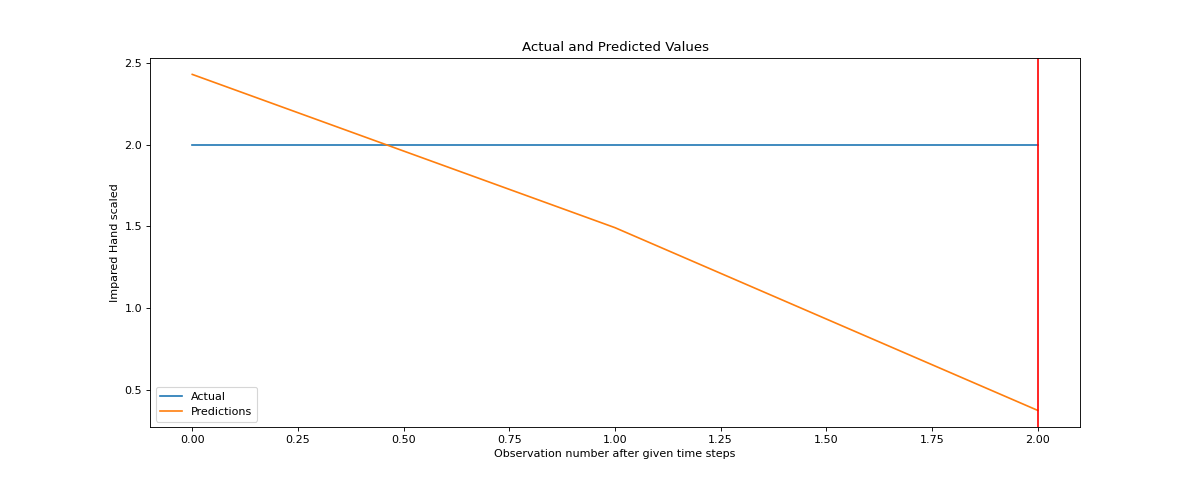 Actual and Predicted Values
2.5
2.0
1.5
1.0
0.5
Impared Hand scaled
Actual
Predictions
0.00 0.25 0.50 0.75 1.00 1.25 1.50 1.75 2.00
Observation number after given time steps